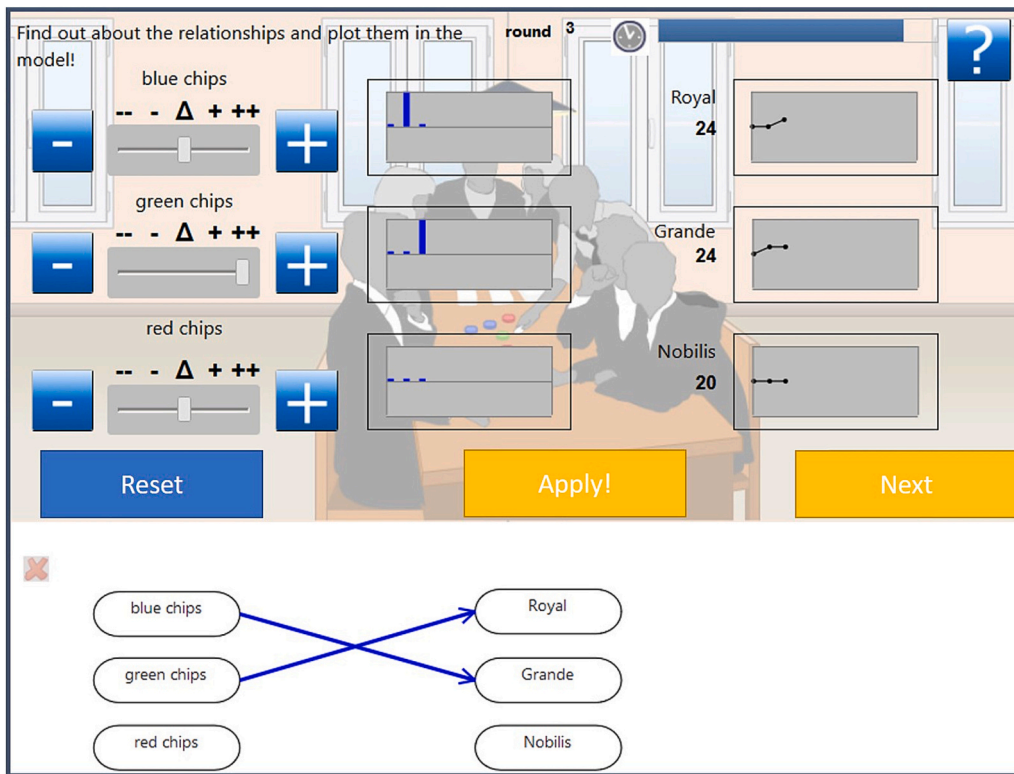 Find out about the relationships and plot them in the
model!
round 3
?
blue chips
-- - Δ + ++
- +
Royal
24
green chips
-- - Δ + ++
- +
Grande
24
red chips
-- - Δ + ++
- +
Nobilis
20
Reset
Apply!
Next
blue chips
Royal
green chips
Grande
red chips
Nobilis